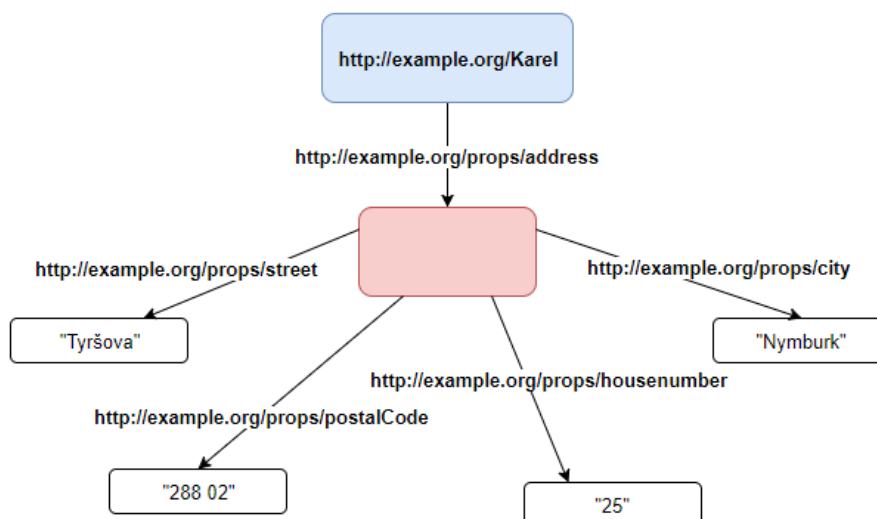 http://example.org/Karel
http://example.org/props/address
http://example.org/props/street
http://example.org/props/city
"Tyršova"
"Nymburk"
http://example.org/props/housenumber
http://example.org/props/postalCode
"288 02"
"25"